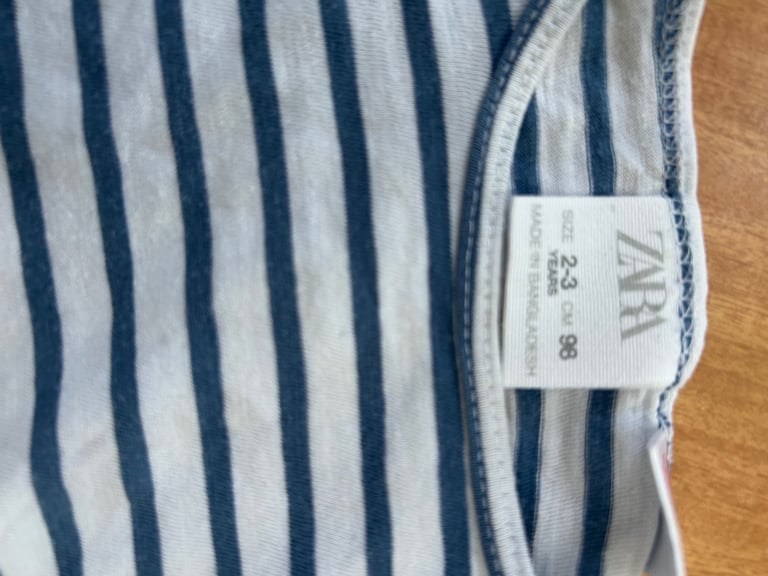 ZARA
SIZE 2-3 CM 98
YEARS
MADE IN BANGLADESH